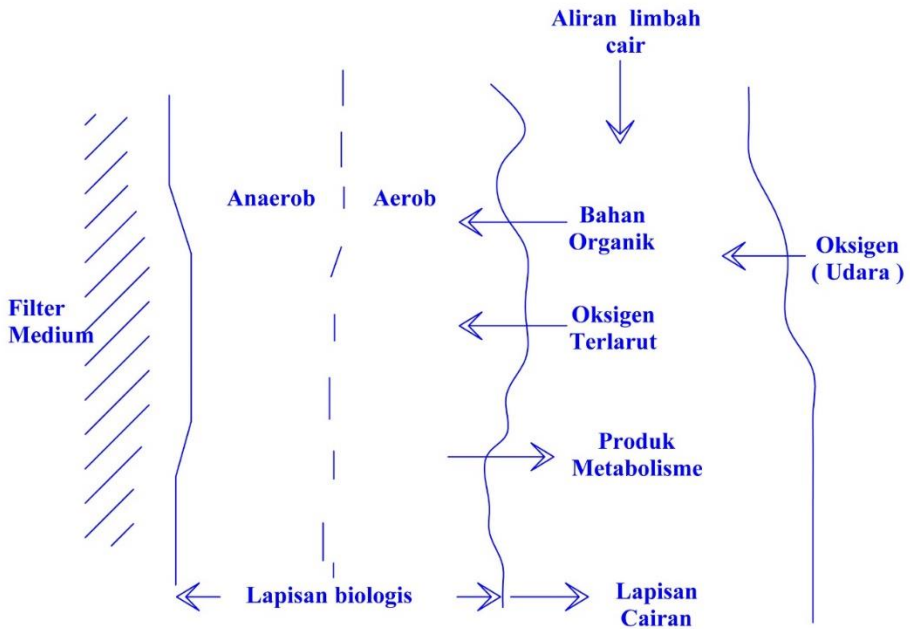 Aliran limbah
cair
Anaerob
Aerob
Bahan
Organik
Oksigen
( Udara )
Filter
Medium
Oksigen
Terlarut
Produk
Metabolisme
Lapisan biologis
Lapisan
Cairan